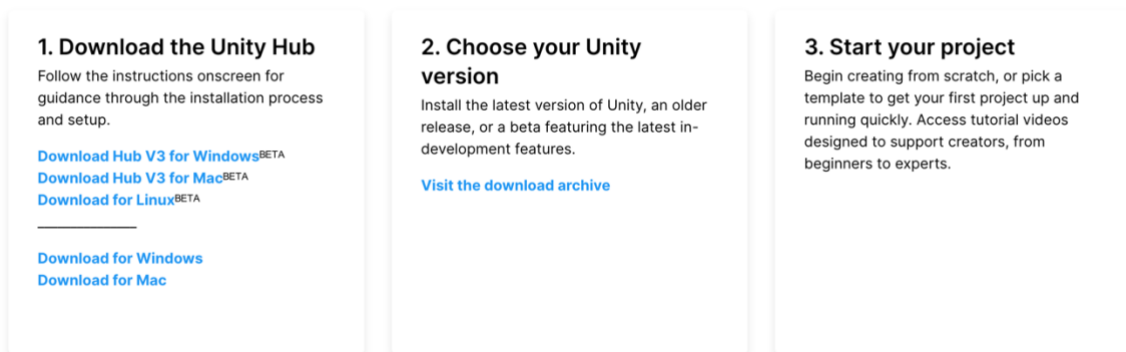 1. Download the Unity Hub
Follow the instructions onscreen for
guidance through the installation process
and setup.
Download Hub V3 for WindowsBETA
Download Hub V3 for MacBETA
Download for LinuxBETA
Download for Windows
Download for Mac
2. Choose your Unity
version
Install the latest version of Unity, an older
release, or a beta featuring the latest in-
development features.
Visit the download archive
3. Start your project
Begin creating from scratch, or pick a
template to get your first project up and
running quickly. Access tutorial videos
designed to support creators, from
beginners to experts.